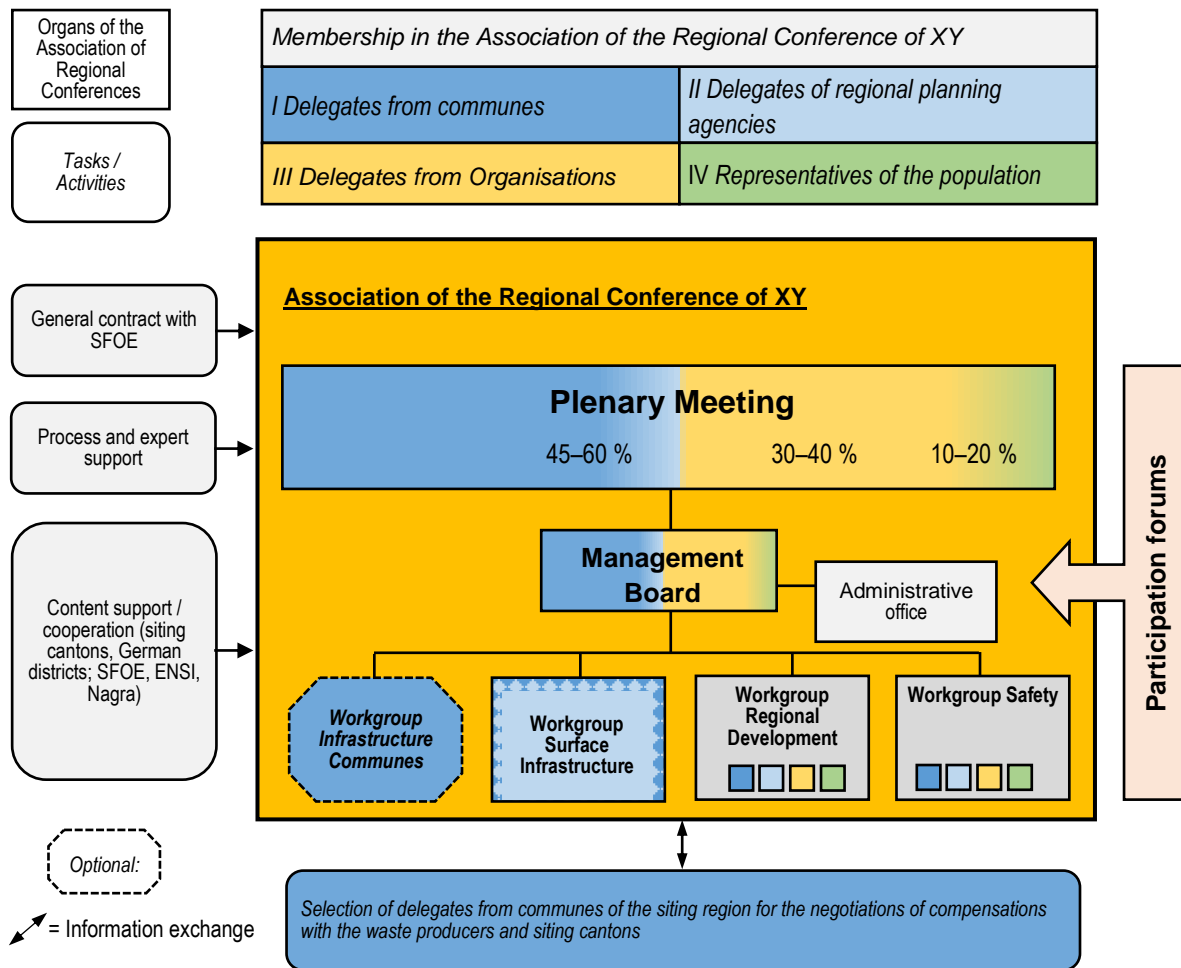 Organs of the
Association of
Regional
Conferences
Tasks /
Activities
Membership in the Association of the Regional Conference of XY
I Delegates from communes
II Delegates of regional planning
agencies
III Delegates from Organisations
IV Representatives of the population
General contract with
SFOE
Process and expert
support
Content support /
cooperation (siting
cantons, German
districts; SFOE, ENSI,
Nagra)
Association of the Regional Conference of XY
Plenary Meeting
45–60 %
30–40 %
10–20 %
Management
Board
Administrative
office
Workgroup
Infrastructure
Communes
Workgroup
Surface
Infrastructure
Workgroup
Regional
Development
Workgroup Safety
Participation forums
Optional:
= Information exchange
Selection of delegates from communes of the siting region for the negotiations of compensations
with the waste producers and siting cantons